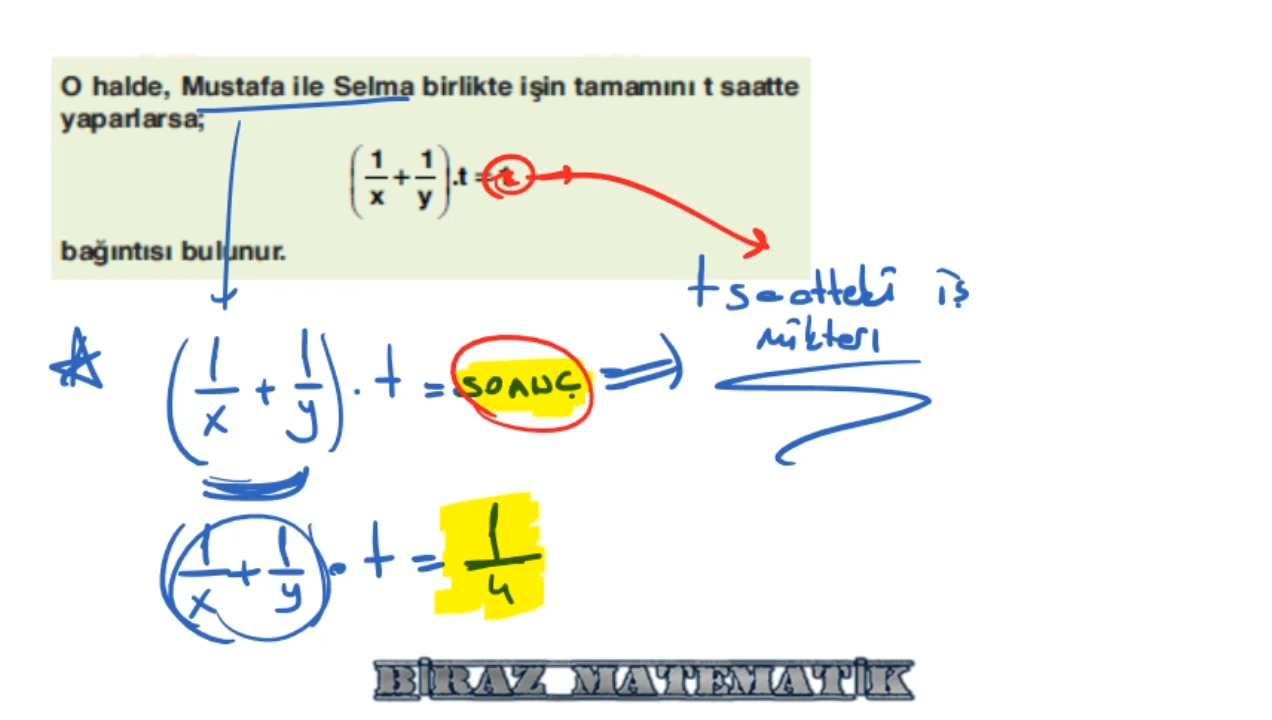 O halde, Mustafa ile Selma birlikte işin tamamını t saatte
yaparlarsa;
(1/x + 1/y).t =
bağıntısı bulunur.
t saatteki iş
miktarı
(1/x + 1/y) . t = SONUÇ ⇒
(1/x + 1/y) . t = 1/4
BİRAZ MATEMATİK